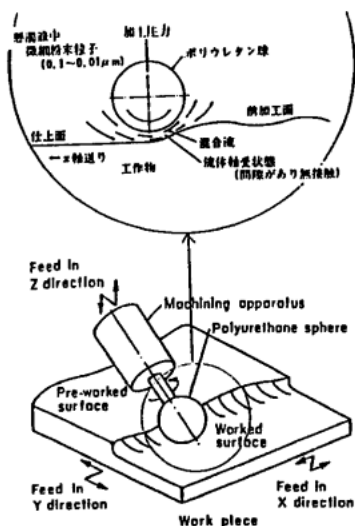 懸濁液中
微細粉末粒子
(0.1~0.01μm)
加工圧力
ポリウレタン球
前加工面
仕上面
混合流
←x軸送り
工作物
流体軸受状態
(間隙があり無接触)
Feed in
Z direction
Machining apparatus
Polyurethane sphere
Pre-worked
surface
Worked
surface
Feed in
Y direction
Feed in
X direction
Work piece